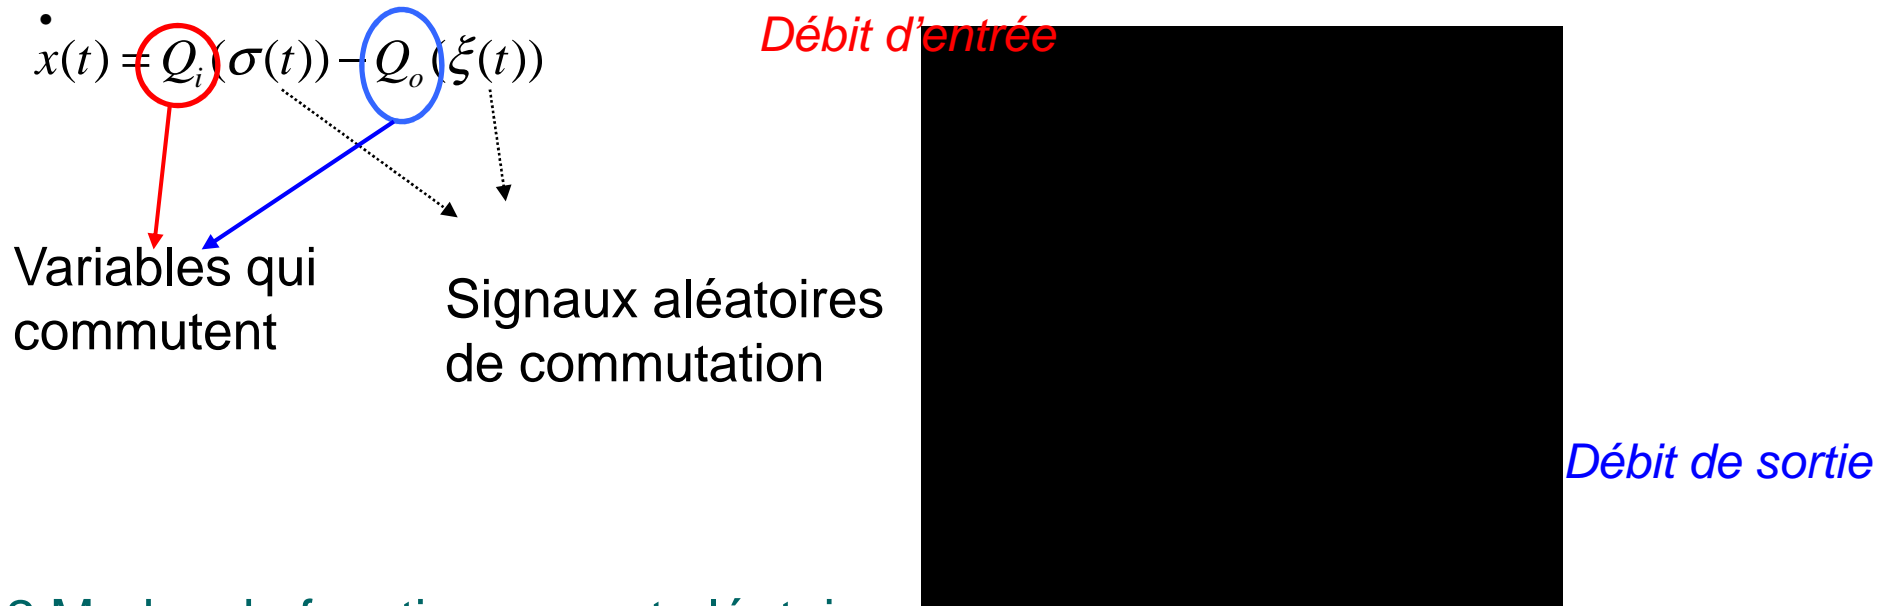 ẋ(t) = Q_i(σ(t)) − Q_o(ξ(t))
Débit d'entrée
Variables qui
commutent
Signaux aléatoires
de commutation
Débit de sortie